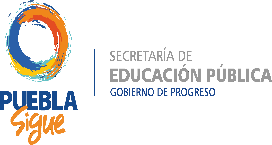 PUEBLA
Sigue
SECRETARÍA DE
EDUCACIÓN PÚBLICA
GOBIERNO DE PROGRESO